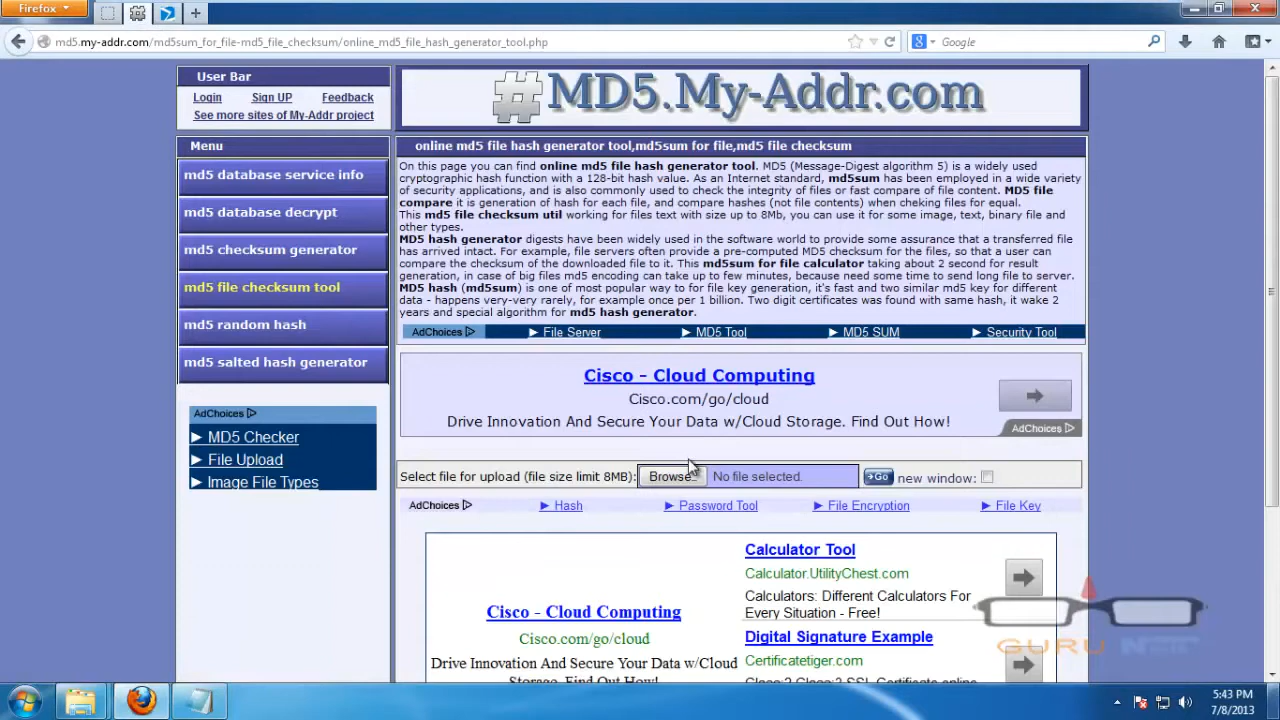 Firefox
md5.my-addr.com/md5sum_for_file-md5_file_checksum/online_md5_file_hash_generator_tool.php
Google
User Bar
Login Sign UP Feedback
See more sites of My-Addr project
#MD5.My-Addr.com
Menu
md5 database service info
md5 database decrypt
md5 checksum generator
md5 file checksum tool
md5 random hash
md5 salted hash generator
AdChoices
MD5 Checker
File Upload
Image File Types
online md5 file hash generator tool,md5sum for file,md5 file checksum
On this page you can find online md5 file hash generator tool. MD5 (Message-Digest algorithm 5) is a widely used
cryptographic hash function with a 128-bit hash value. As an Internet standard, md5sum has been employed in a wide variety
of security applications, and is also commonly used to check the integrity of files or fast compare of file content. MD5 file
compare it is generation of hash for each file, and compare hashes (not file contents) when cheking files for equal.
This md5 file checksum util working for files text with size up to 8Mb, you can use it for some image, text, binary file and
other types.
MD5 hash generator digests have been widely used in the software world to provide some assurance that a transferred file
has arrived intact. For example, file servers often provide a pre-computed MD5 checksum for the files, so that a user can
compare the checksum of the downloaded file to it. This md5sum for file calculator taking about 2 second for result
generation, in case of big files md5 encoding can take up to few minutes, because need some time to send long file to server.
MD5 hash (md5sum) is one of most popular way to for file key generation, it's fast and two similar md5 key for different
data - happens very-very rarely, for example once per 1 billion. Two digit certificates was found with same hash, it wake 2
years and special algorithm for md5 hash generator.
AdChoices File Server MD5 Tool MD5 SUM Security Tool
Cisco - Cloud Computing
Cisco.com/go/cloud
Drive Innovation And Secure Your Data w/Cloud Storage. Find Out How!
AdChoices
Select file for upload (file size limit 8MB): Browse... No file selected. Go new window:
AdChoices Hash Password Tool File Encryption File Key
Cisco - Cloud Computing
Cisco.com/go/cloud
Drive Innovation And Secure Your Data w/Cloud
Storage. Find Out How!
Calculator Tool
Calculator.UtilityChest.com
Calculators: Different Calculators For
Every Situation - Free!
Digital Signature Example
Certificatetiger.com
GURU
5:43 PM
7/8/2013